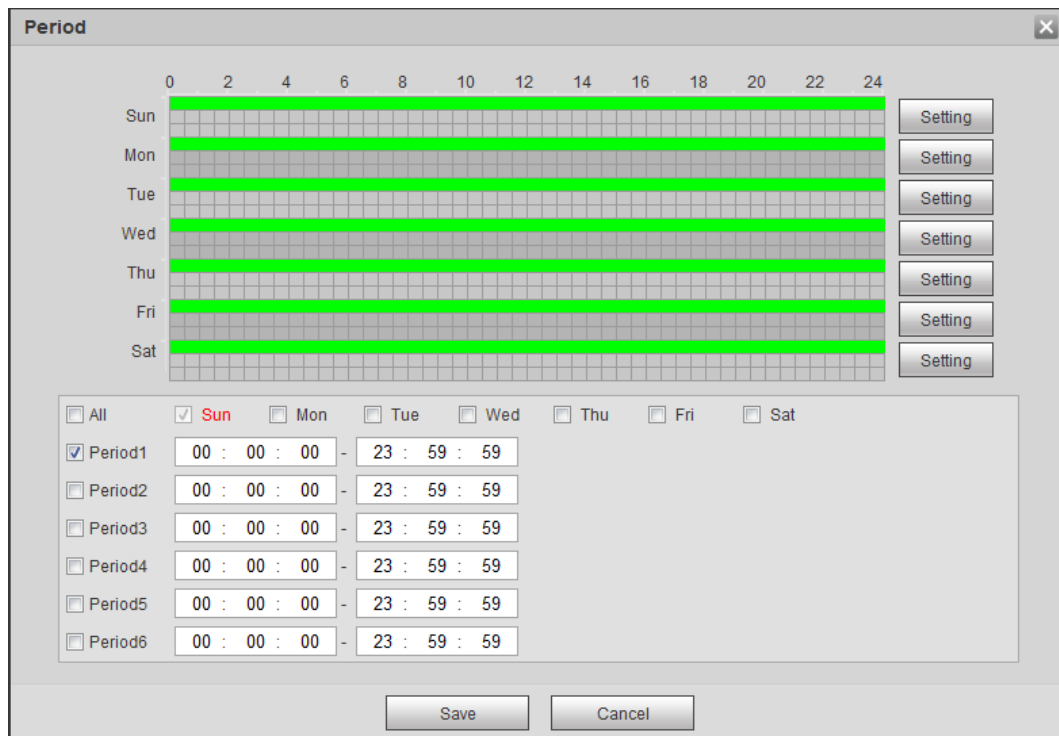 Period
0 2 4 6 8 10 12 14 16 18 20 22 24
Sun Setting
Mon Setting
Tue Setting
Wed Setting
Thu Setting
Fri Setting
Sat Setting
All Sun Mon Tue Wed Thu Fri Sat
Period1 00 : 00 : 00 - 23 : 59 : 59
Period2 00 : 00 : 00 - 23 : 59 : 59
Period3 00 : 00 : 00 - 23 : 59 : 59
Period4 00 : 00 : 00 - 23 : 59 : 59
Period5 00 : 00 : 00 - 23 : 59 : 59
Period6 00 : 00 : 00 - 23 : 59 : 59
Save Cancel